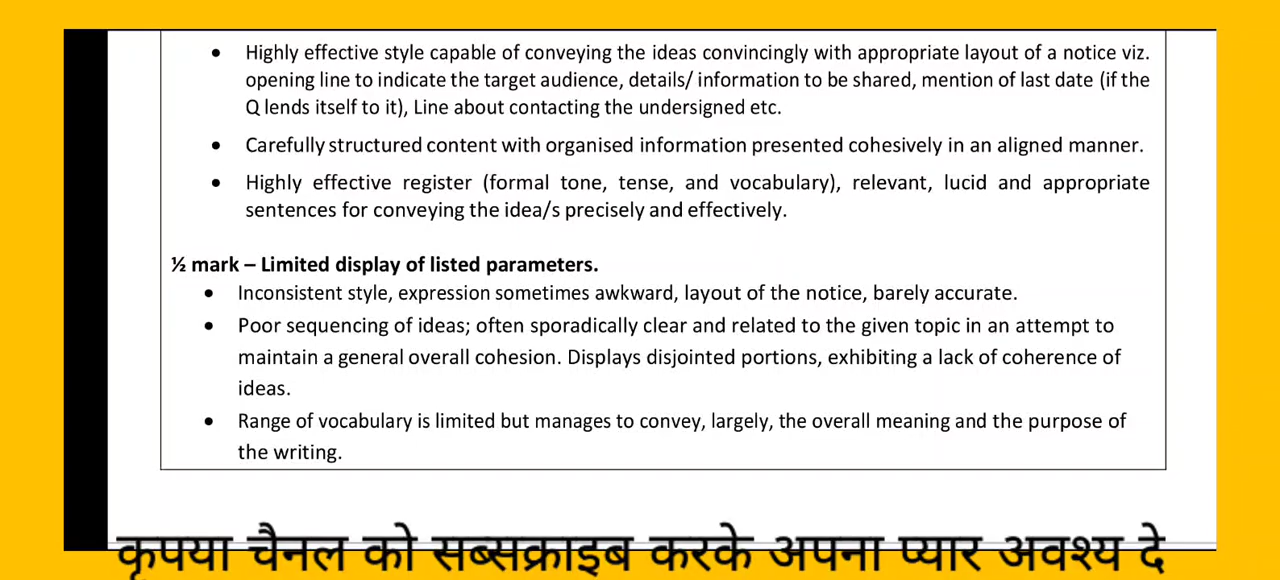 • Highly effective style capable of conveying the ideas convincingly with appropriate layout of a notice viz.
opening line to indicate the target audience, details/ information to be shared, mention of last date (if the
Q lends itself to it), Line about contacting the undersigned etc.
• Carefully structured content with organised information presented cohesively in an aligned manner.
• Highly effective register (formal tone, tense, and vocabulary), relevant, lucid and appropriate
sentences for conveying the idea/s precisely and effectively.
½ mark – Limited display of listed parameters.
• Inconsistent style, expression sometimes awkward, layout of the notice, barely accurate.
• Poor sequencing of ideas; often sporadically clear and related to the given topic in an attempt to
maintain a general overall cohesion. Displays disjointed portions, exhibiting a lack of coherence of
ideas.
• Range of vocabulary is limited but manages to convey, largely, the overall meaning and the purpose of
the writing.
कृपया चैनल को सब्सक्राइब करके अपना प्यार अवश्य दे